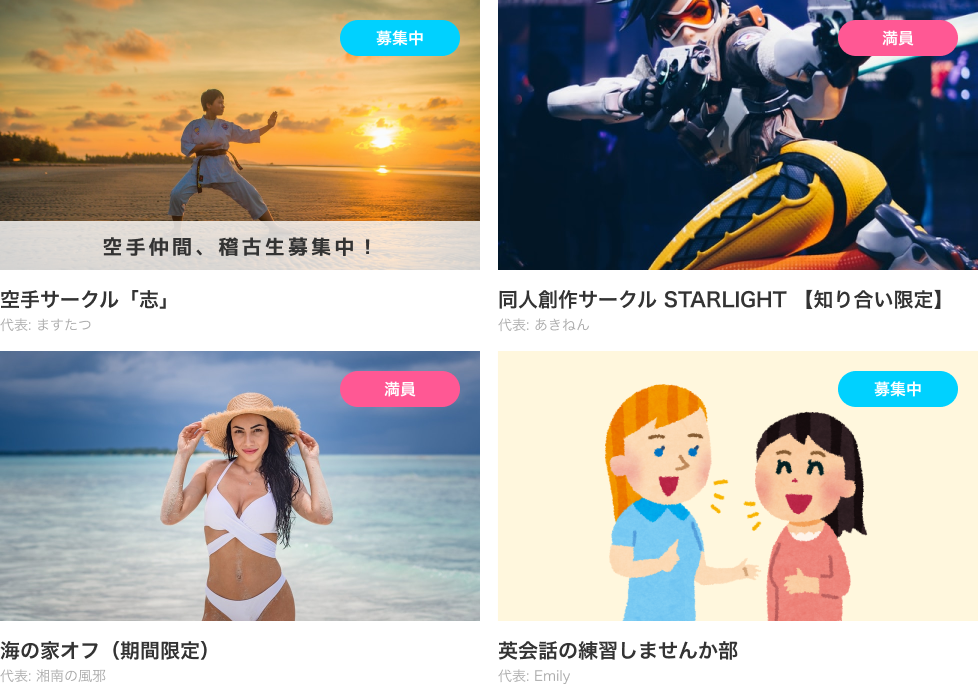 募集中
空手仲間、稽古生募集中！
空手サークル「志」
代表: ますたつ
満員
同人創作サークル STARLIGHT 【知り合い限定】
代表: あきねん
満員
海の家オフ（期間限定）
代表: 湘南の風邪
募集中
英会話の練習しませんか部
代表: Emily